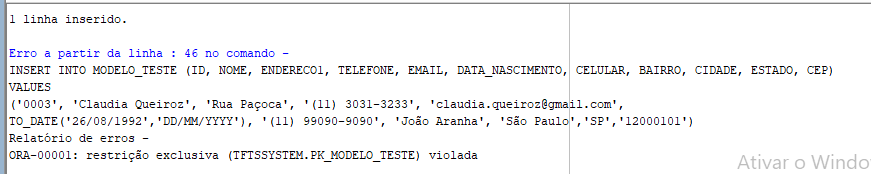 1 linha inserido.
Erro a partir da linha : 46 no comando -
INSERT INTO MODELO_TESTE (ID, NOME, ENDERECO1, TELEFONE, EMAIL, DATA_NASCIMENTO, CELULAR, BAIRRO, CIDADE, ESTADO, CEP)
VALUES
('0003', 'Claudia Queiroz', 'Rua Paçoca', '(11) 3031-3233', 'claudia.queiroz@gmail.com',
TO_DATE('26/08/1992','DD/MM/YYYY'), '(11) 99090-9090', 'João Aranha', 'São Paulo','SP','12000101')
Relatório de erros -
ORA-00001: restrição exclusiva (TFTSSYSTEM.PK_MODELO_TESTE) violada
Ativar o Windo